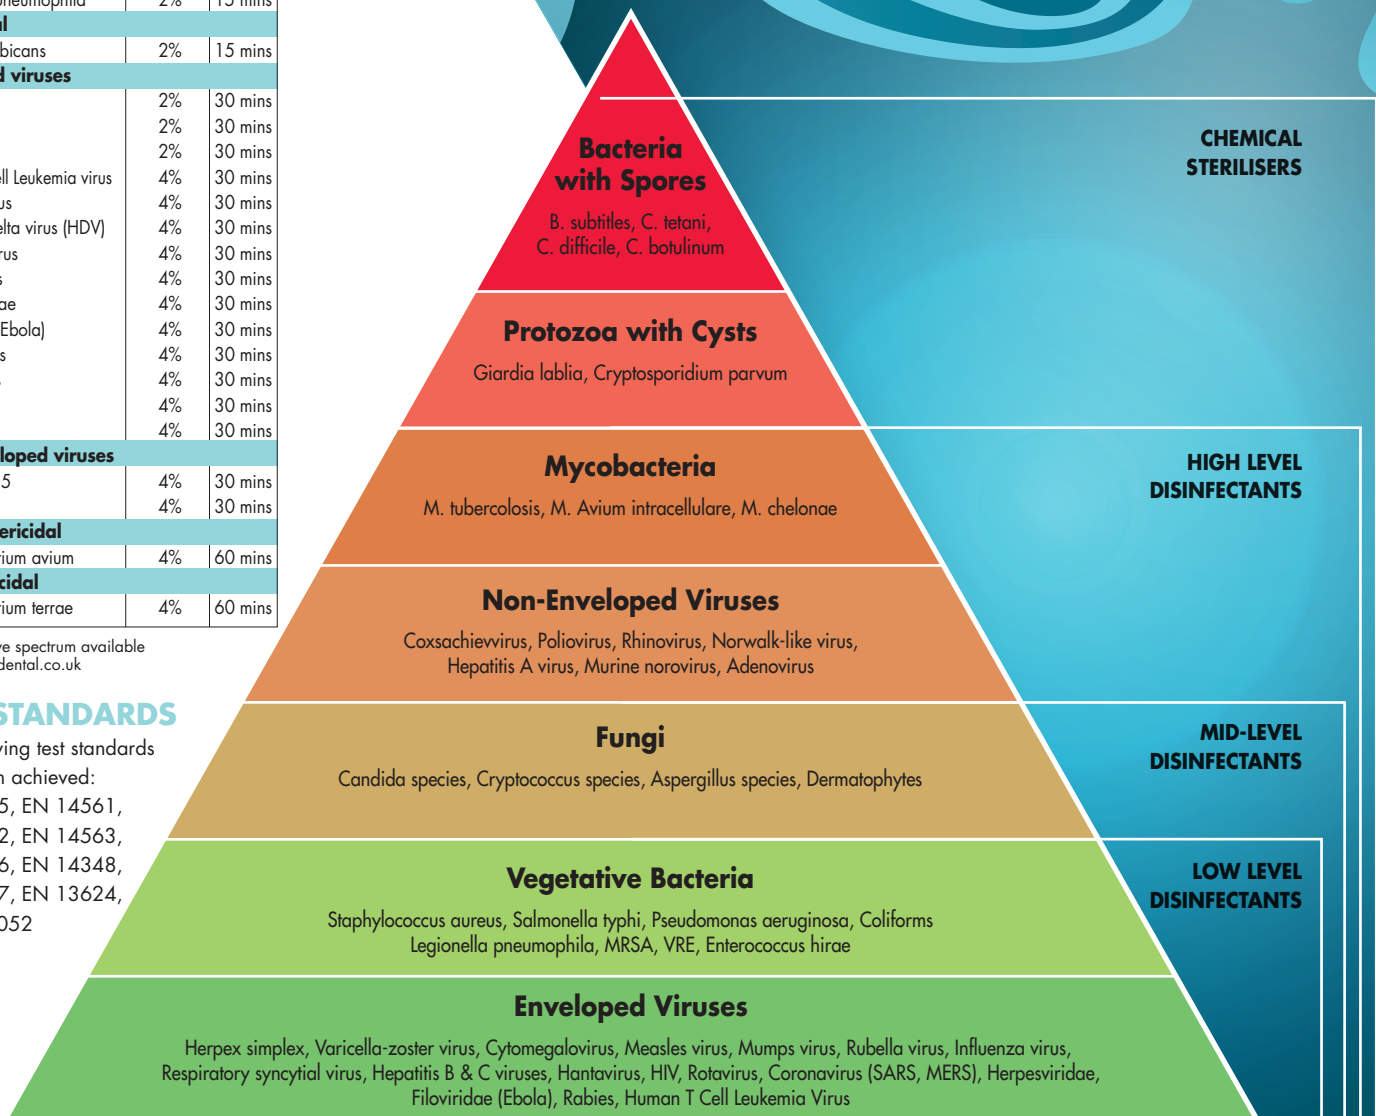 2% 15 mins
2% 15 mins
viruses
2% 30 mins
2% 30 mins
2% 30 mins
Leukemia virus 4% 30 mins
4% 30 mins
virus (HDV) 4% 30 mins
4% 30 mins
4% 30 mins
4% 30 mins
Ebola) 4% 30 mins
4% 30 mins
4% 30 mins
4% 30 mins
4% 30 mins
loped viruses
5 4% 30 mins
4% 30 mins
ericidal
rium avium 4% 60 mins
cidal
rium terrae 4% 60 mins
ve spectrum available
dental.co.uk
STANDARDS
ving test standards
achieved:
5, EN 14561,
2, EN 14563,
6, EN 14348,
7, EN 13624,
052
Bacteria
with Spores
B. subtitles, C. tetani,
C. difficile, C. botulinum
Protozoa with Cysts
Giardia lablia, Cryptosporidium parvum
Mycobacteria
M. tubercolosis, M. Avium intracellulare, M. chelonae
Non-Enveloped Viruses
Coxsachievvirus, Poliovirus, Rhinovirus, Norwalk-like virus,
Hepatitis A virus, Murine norovirus, Adenovirus
Fungi
Candida species, Cryptococcus species, Aspergillus species, Dermatophytes
Vegetative Bacteria
Staphylococcus aureus, Salmonella typhi, Pseudomonas aeruginosa, Coliforms
Legionella pneumophila, MRSA, VRE, Enterococcus hirae
Enveloped Viruses
Herpex simplex, Varicella-zoster virus, Cytomegalovirus, Measles virus, Mumps virus, Rubella virus, Influenza virus,
Respiratory syncytial virus, Hepatitis B & C viruses, Hantavirus, HIV, Rotavirus, Coronavirus (SARS, MERS), Herpesviridae,
Filoviridae (Ebola), Rabies, Human T Cell Leukemia Virus
CHEMICAL
STERILISERS
HIGH LEVEL
DISINFECTANTS
MID-LEVEL
DISINFECTANTS
LOW LEVEL
DISINFECTANTS